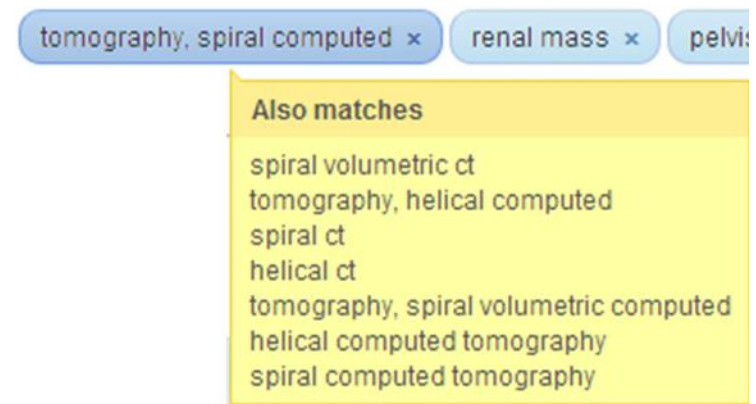 tomography, spiral computed × renal mass × pelvis
Also matches
spiral volumetric ct
tomography, helical computed
spiral ct
helical ct
tomography, spiral volumetric computed
helical computed tomography
spiral computed tomography